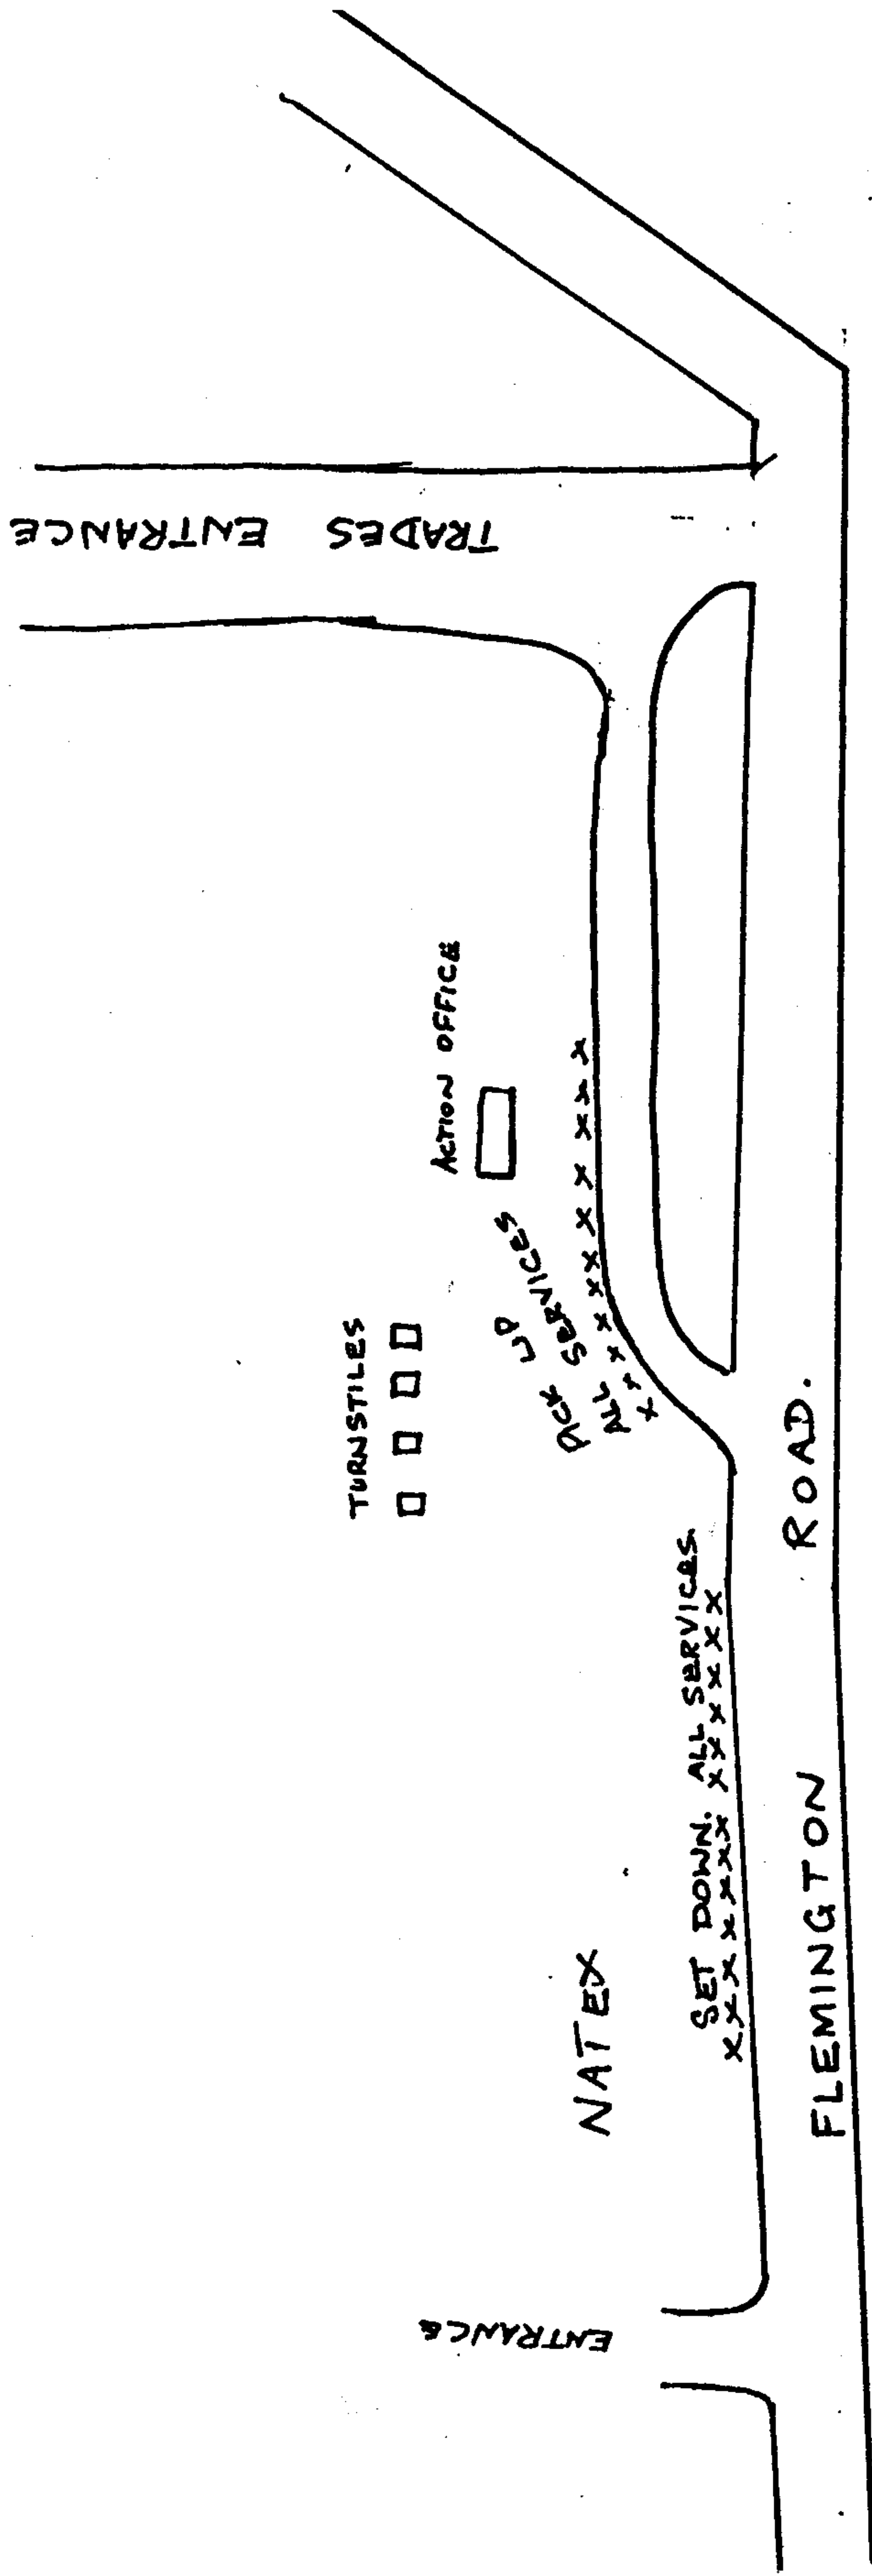 TRADES ENTRANCE
ACTION OFFICE
TURNSTILES
PICK UP
ALL SERVICES
X X X X X X X X X X X
SET DOWN. ALL SERVICES.
X X X X X X X X X X X X X
NATEX
ENTRANCE
FLEMINGTON ROAD.